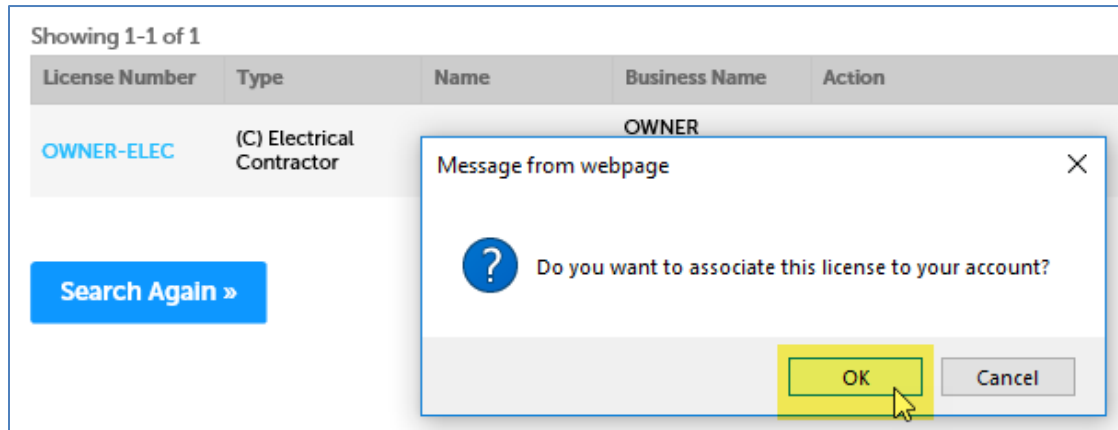 Showing 1-1 of 1
License Number Type Name Business Name Action
OWNER-ELEC (C) Electrical Contractor OWNER
Message from webpage
Do you want to associate this license to your account?
Search Again »
OK Cancel